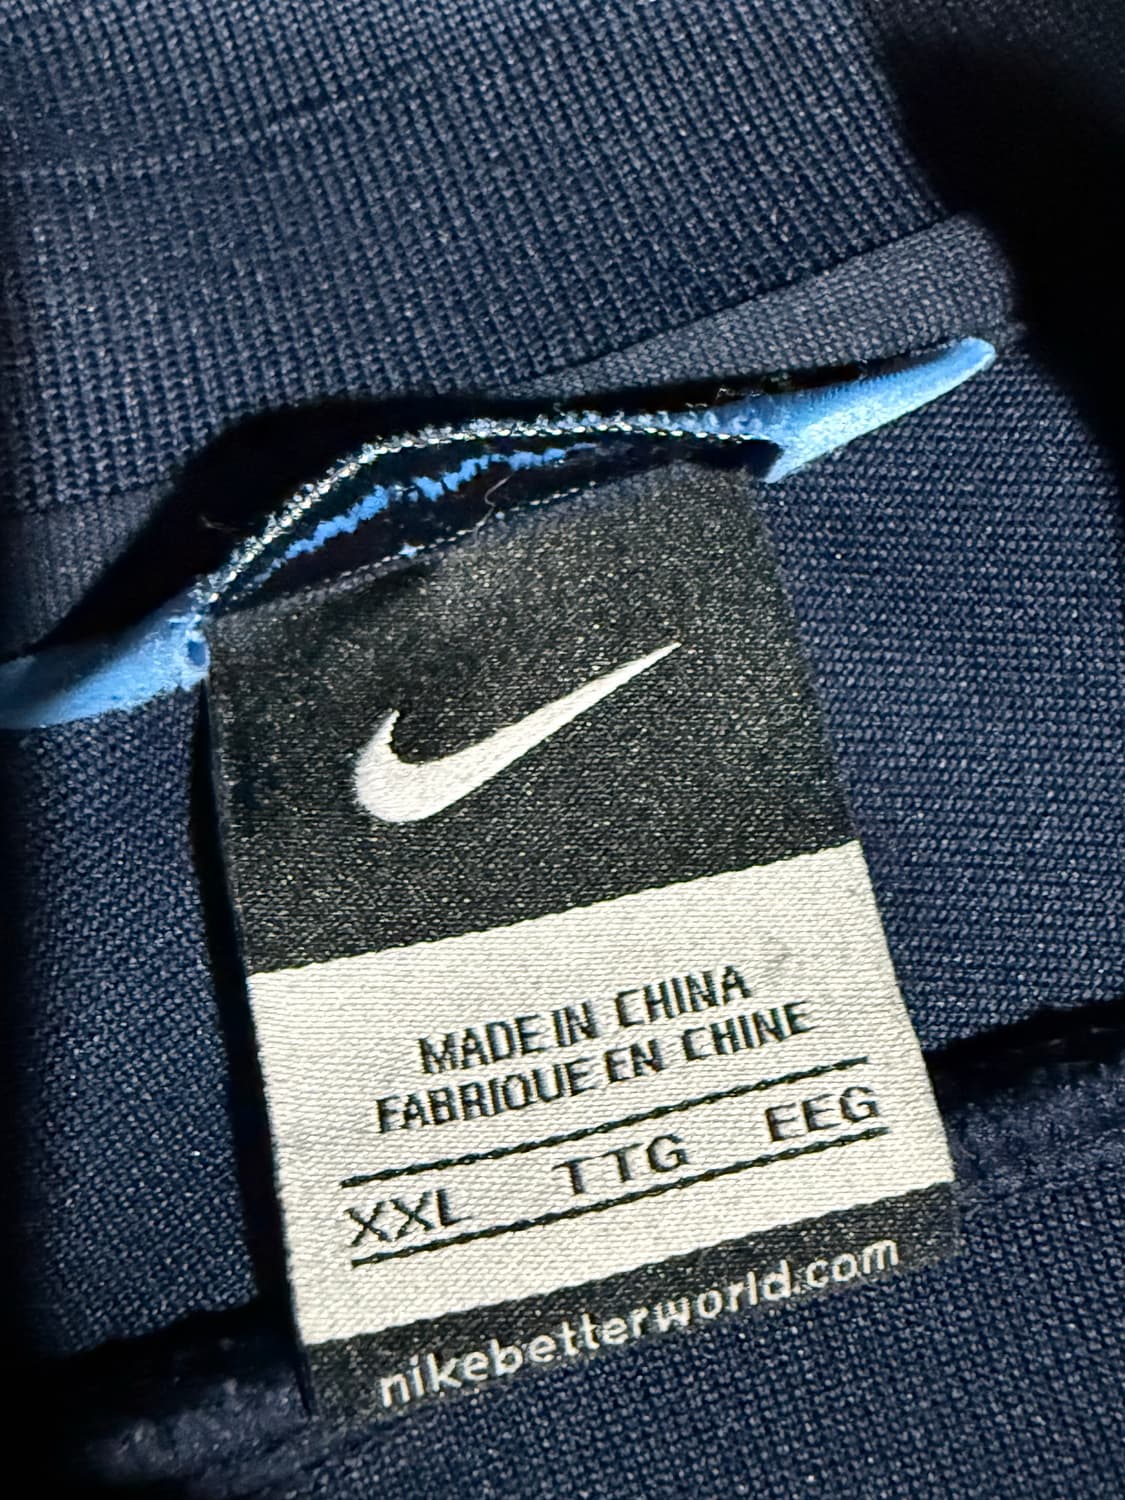 MADE IN CHINA
FABRIQUE EN CHINE
XXL TTG EEG
nikebetterworld.com